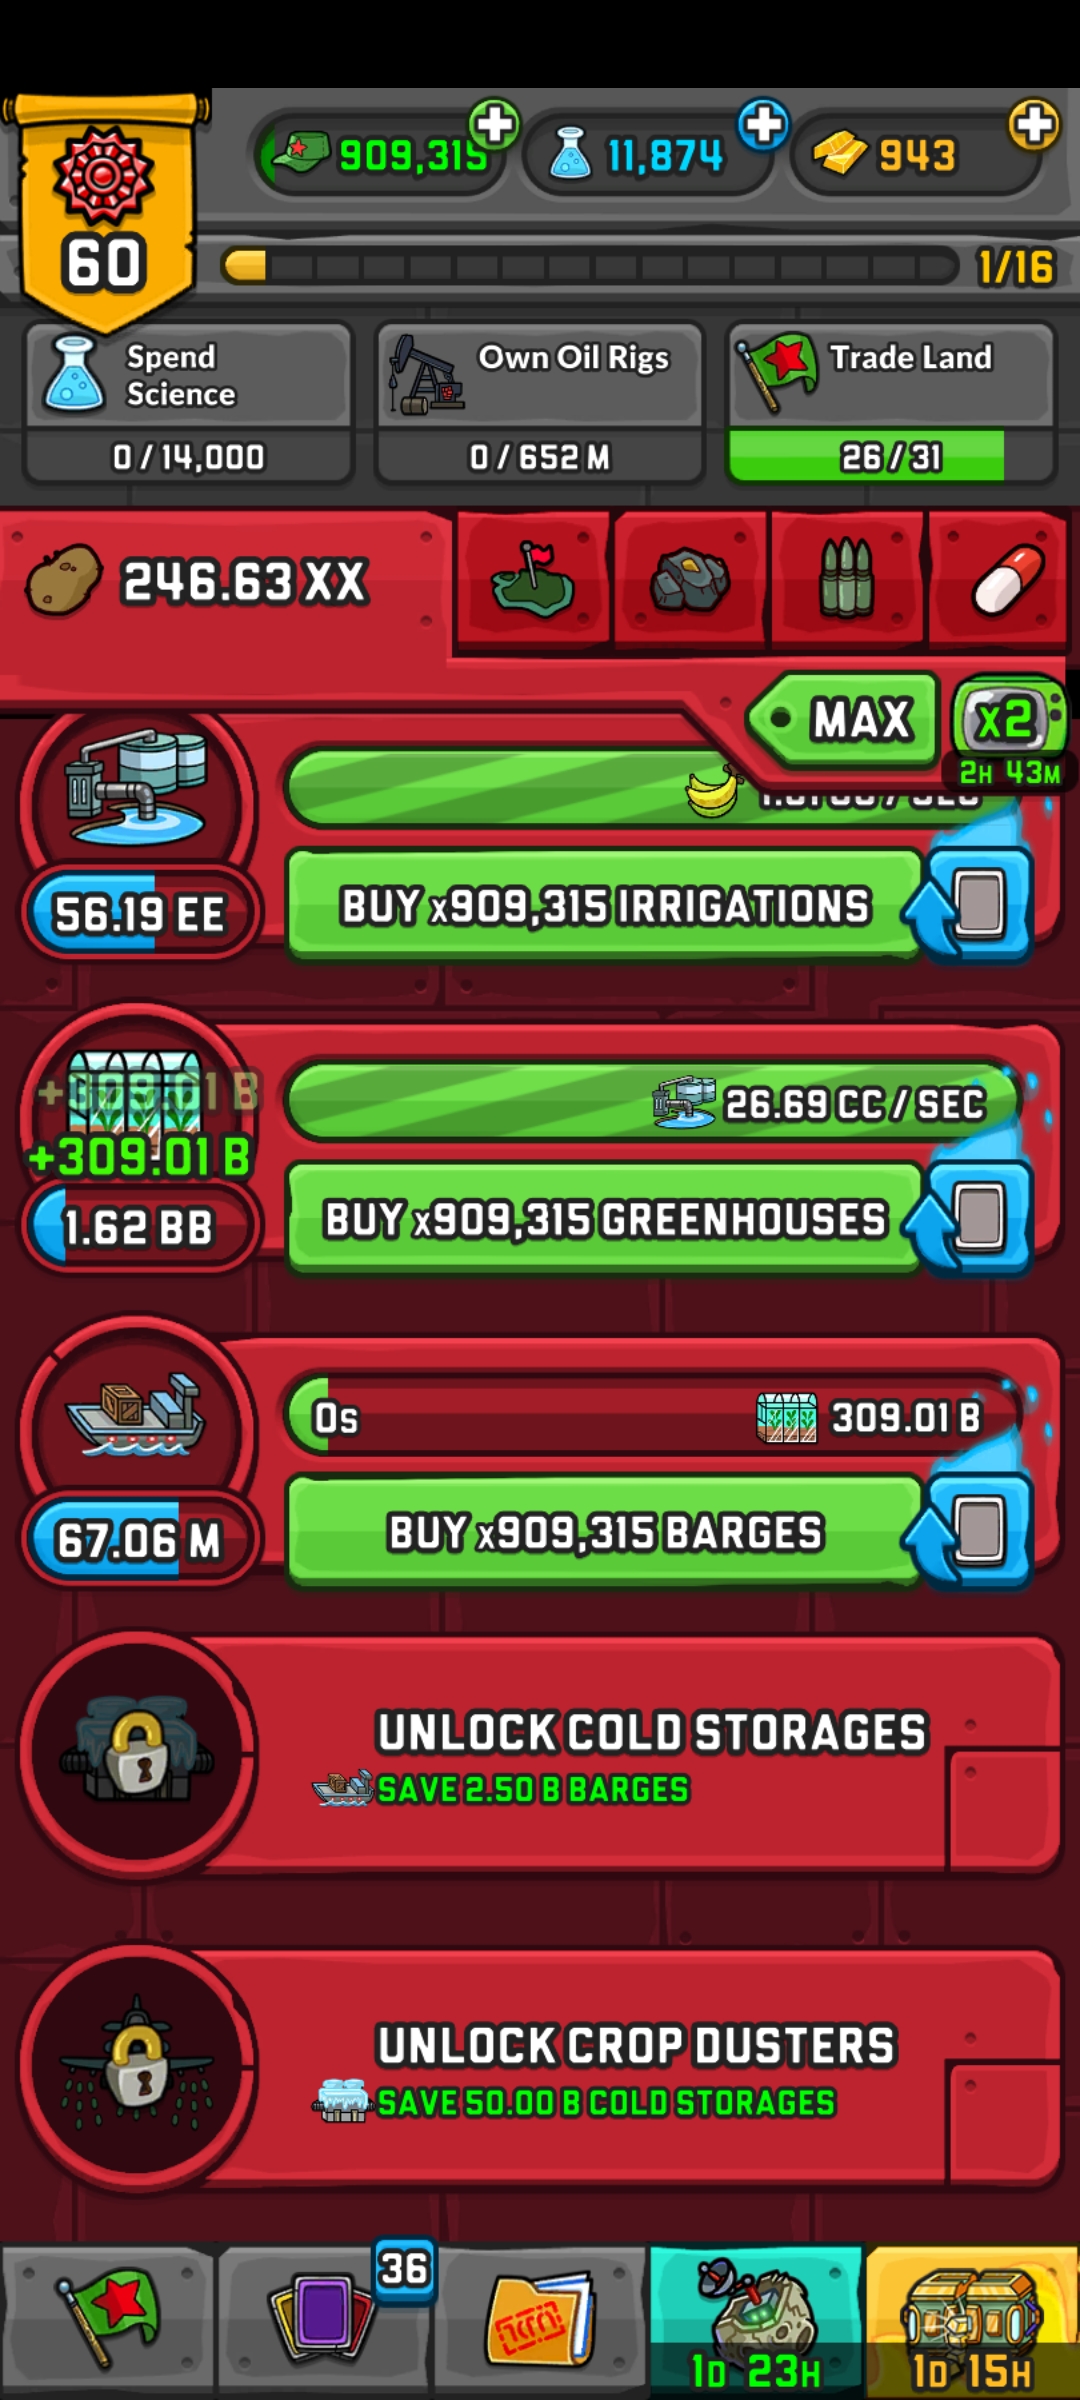 909,315
11,874
943
60
1/16
Spend
Science
0/14,000
Own Oil Rigs
0/652 M
Trade Land
26/31
246.63 XX
MAX
x2
2H 43M
/ SEC
56.19 EE
BUY x909,315 IRRIGATIONS
+309.01 B
+309.01 B
26.69 CC / SEC
1.62 BB
BUY x909,315 GREENHOUSES
0s
309.01 B
67.06 M
BUY x909,315 BARGES
UNLOCK COLD STORAGES
SAVE 2.50 B BARGES
UNLOCK CROP DUSTERS
SAVE 50.00 B COLD STORAGES
36
1D 23H
1D 15H